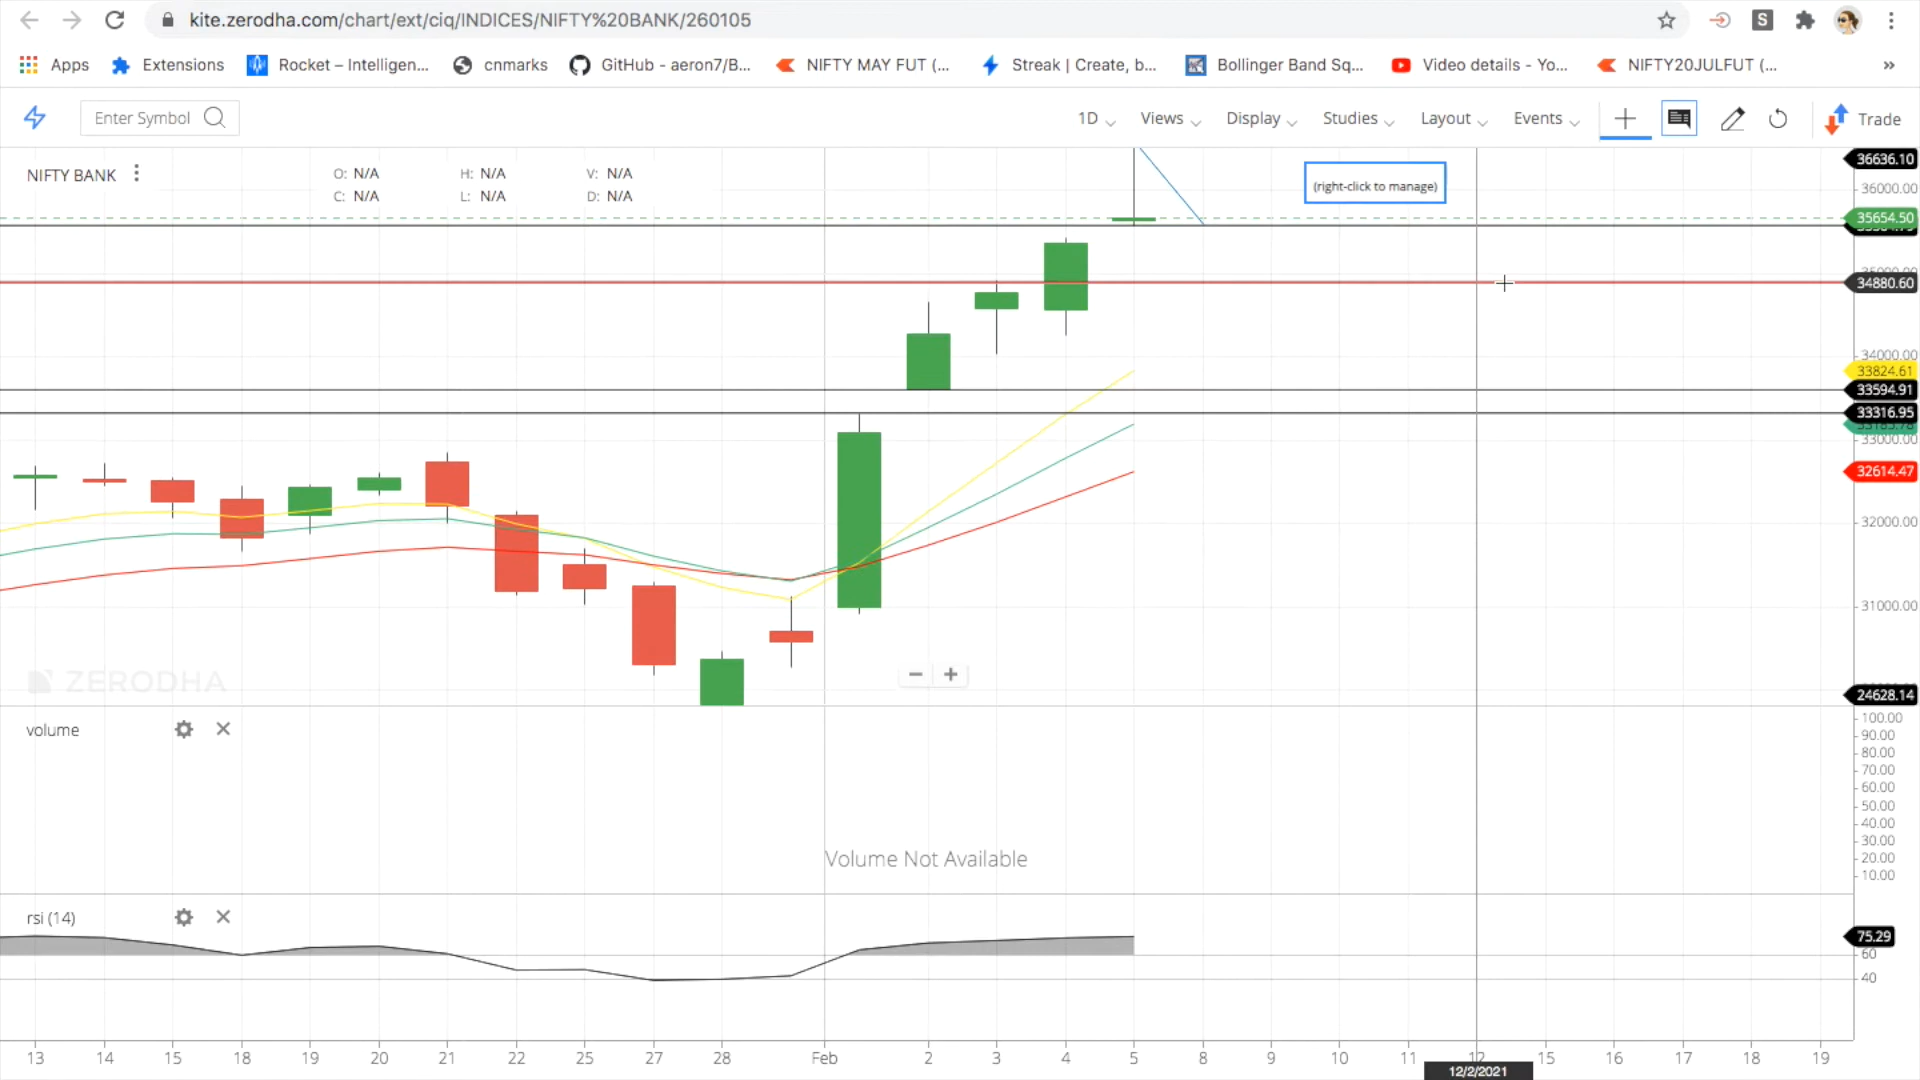 kite.zerodha.com/chart/ext/ciq/INDICES/NIFTY%20BANK/260105
S
Apps Extensions Rocket – Intelligen... cnmarks GitHub - aeron7/B... NIFTY MAY FUT (... Streak | Create, b... Bollinger Band Sq... Video details - Yo... NIFTY20JULFUT (... »
Enter Symbol 1D Views Display Studies Layout Events Trade
NIFTY BANK O: N/A H: N/A V: N/A
C: N/A L: N/A D: N/A
(right-click to manage)
36636.10
36000.00
35654.50
34880.60
34000.00
33824.61
33594.91
33316.95
33000.00
32614.47
32000.00
31000.00
24628.14
ZERODHA
volume
100.00
90.00
80.00
70.00
60.00
50.00
40.00
30.00
20.00
10.00
Volume Not Available
rsi (14)
75.29
60
40
13 14 15 18 19 20 21 22 25 27 28 Feb 2 3 4 5 8 9 10 11 12 15 16 17 18 19
12/2/2021